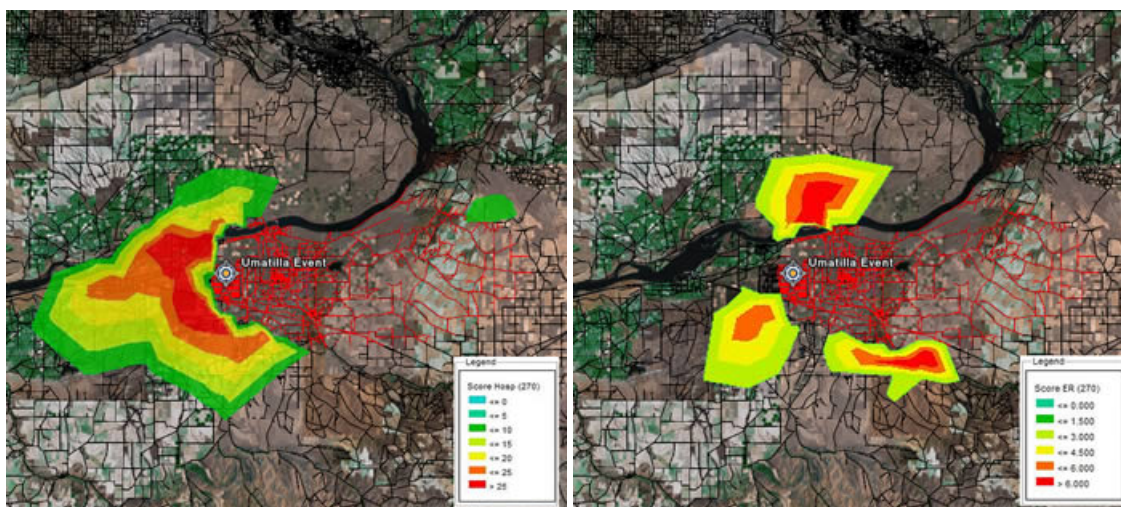 Umatilla Event
Legend
Score Hosp (270)
<= 0
<= 5
<= 10
<= 15
<= 20
<= 25
> 25
Umatilla Event
Legend
Score ER (270)
<= 0.000
<= 1.500
<= 3.000
<= 4.500
<= 6.000
> 6.000